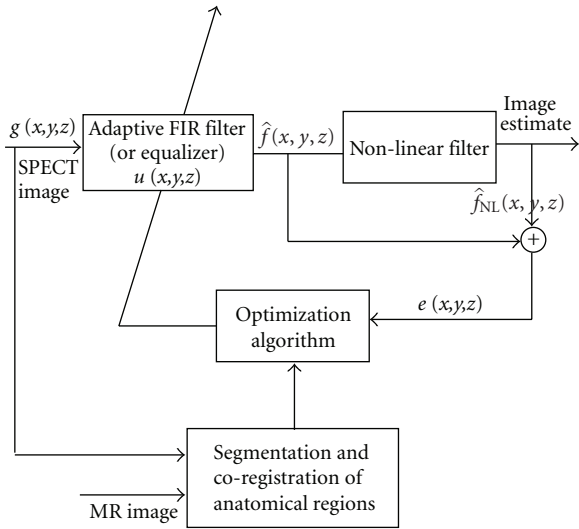 g (x,y,z)
SPECT
image
Adaptive FIR filter
(or equalizer)
u (x,y,z)
f̂(x, y, z)
Non-linear filter
Image
estimate
f̂NL(x, y, z)
+
e (x,y,z)
Optimization
algorithm
Segmentation and
co-registration of
anatomical regions
MR image